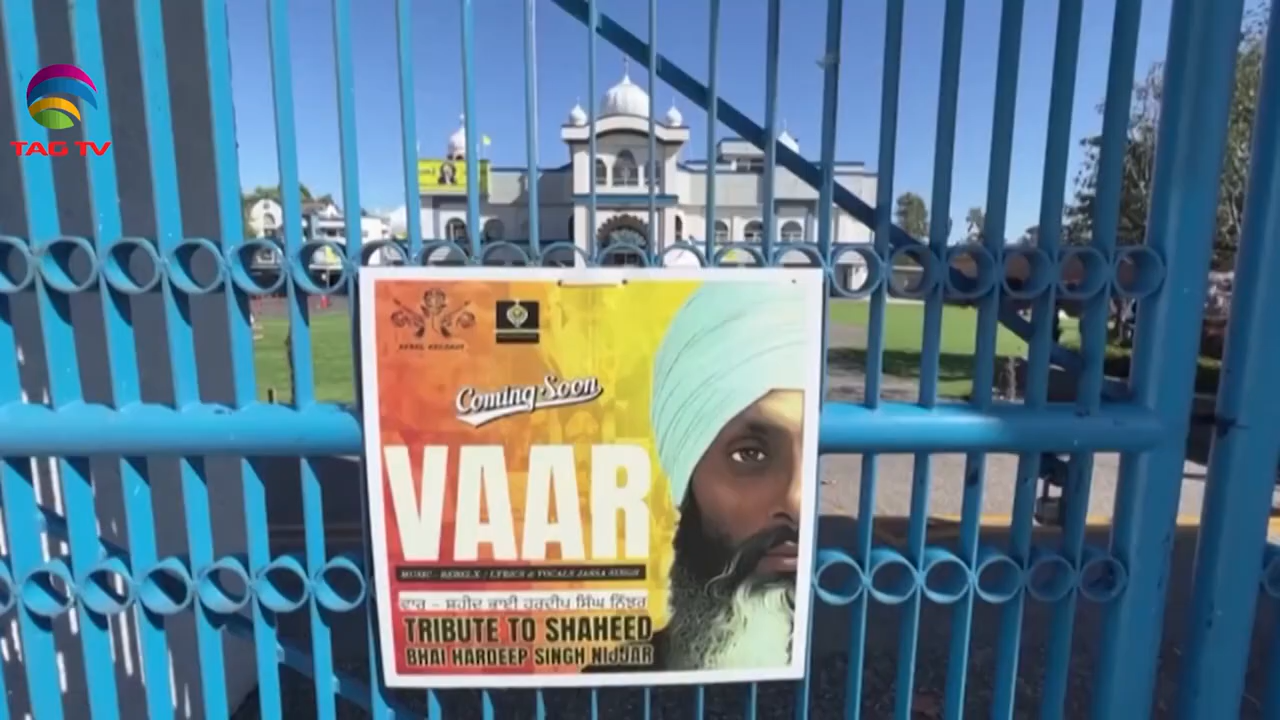 TAG TV
Coming Soon
VAAR
MUSIC - REBELX / LYRICS & VOCALS JASSA SINGH
ਵਾਰ - ਸ਼ਹੀਦ ਭਾਈ ਹਰਦੀਪ ਸਿੰਘ ਨਿੱਝਰ
TRIBUTE TO SHAHEED
BHAI HARDEEP SINGH NIJJAR